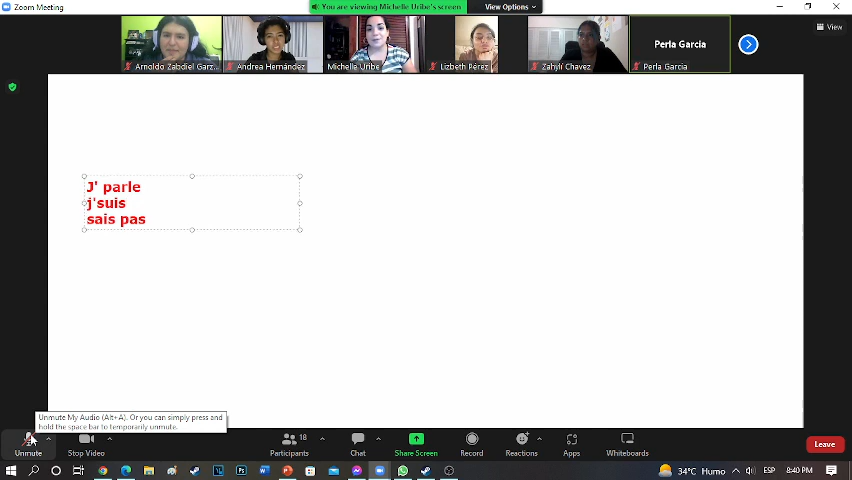 Zoom Meeting
You are viewing Michelle Uribe's screen
View Options
View
Arnoldo Zabdiel Garz...
Andrea Hernández
Michelle Uribe
Lizbeth Pérez
Zahylí Chavez
Perla Garcia
Perla Garcia
J' parle
j'suis
sais pas
Unmute My Audio (Alt+A). Or you can simply press and
hold the space bar to temporarily unmute.
18
Unmute
Stop Video
Participants
Chat
Share Screen
Record
Reactions
Apps
Whiteboards
Leave
34°C Humo
ESP
8:40 PM